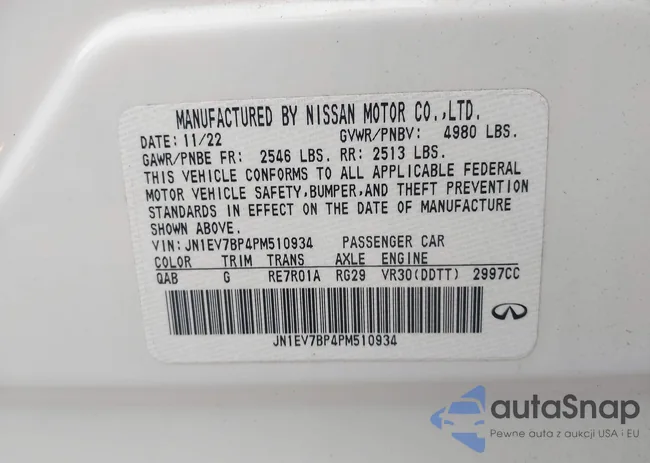 MANUFACTURED BY NISSAN MOTOR CO.,LTD.
DATE: 11/22 GVWR/PNBV: 4980 LBS.
GAWR/PNBE FR: 2546 LBS. RR: 2513 LBS.
THIS VEHICLE CONFORMS TO ALL APPLICABLE FEDERAL
MOTOR VEHICLE SAFETY,BUMPER,AND THEFT PREVENTION
STANDARDS IN EFFECT ON THE DATE OF MANUFACTURE
SHOWN ABOVE.
VIN: JN1EV7BP4PM510934 PASSENGER CAR
COLOR TRIM TRANS AXLE ENGINE
QAB G RE7R01A RG29 VR30(DDTT) 2997CC
JN1EV7BP4PM510934
autoSnap
Pewne auta z aukcji USA i EU